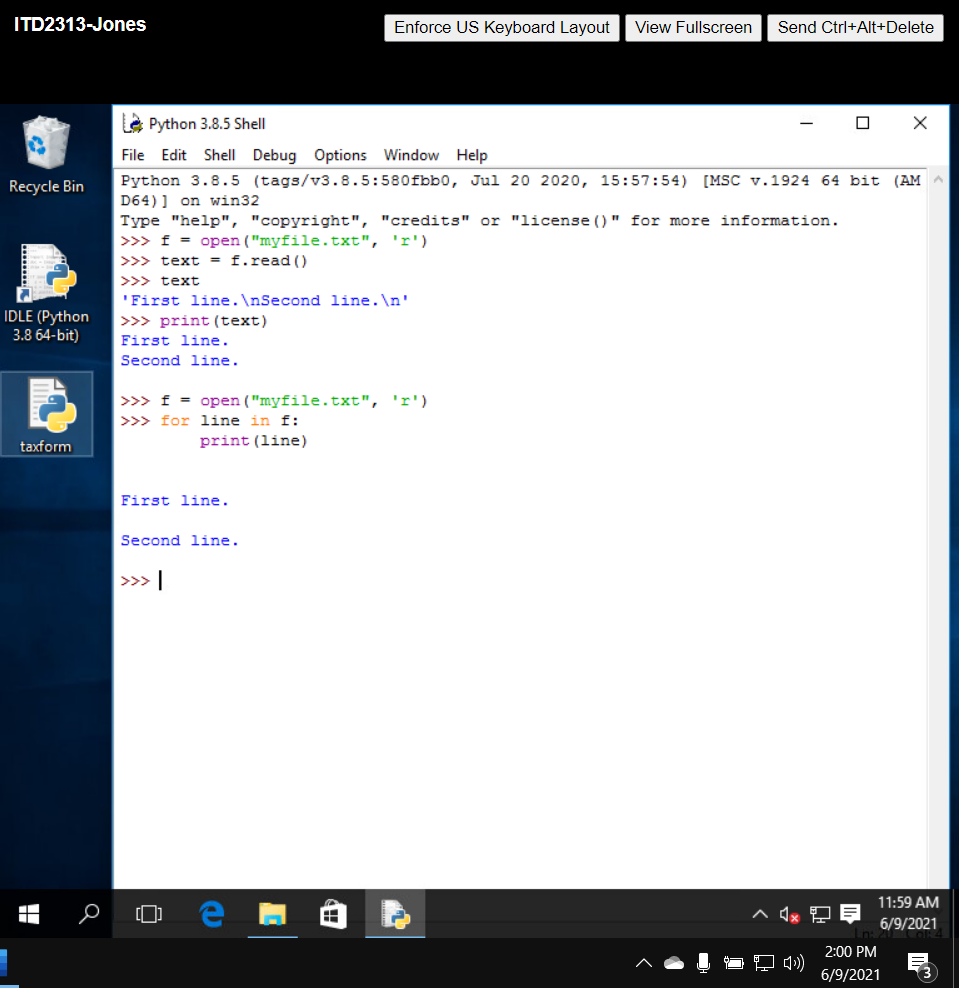 ITD2313-Jones
Enforce US Keyboard Layout
View Fullscreen
Send Ctrl+Alt+Delete
Recycle Bin
IDLE (Python
3.8 64-bit)
taxform
Python 3.8.5 Shell
File Edit Shell Debug Options Window Help
Python 3.8.5 (tags/v3.8.5:580fbb0, Jul 20 2020, 15:57:54) [MSC v.1924 64 bit (AM
D64)] on win32
Type "help", "copyright", "credits" or "license()" for more information.
>>> f = open("myfile.txt", 'r')
>>> text = f.read()
>>> text
'First line.\nSecond line.\n'
>>> print(text)
First line.
Second line.
>>> f = open("myfile.txt", 'r')
>>> for line in f:
print(line)
First line.
Second line.
>>>
11:59 AM
6/9/2021
2:00 PM
6/9/2021
3